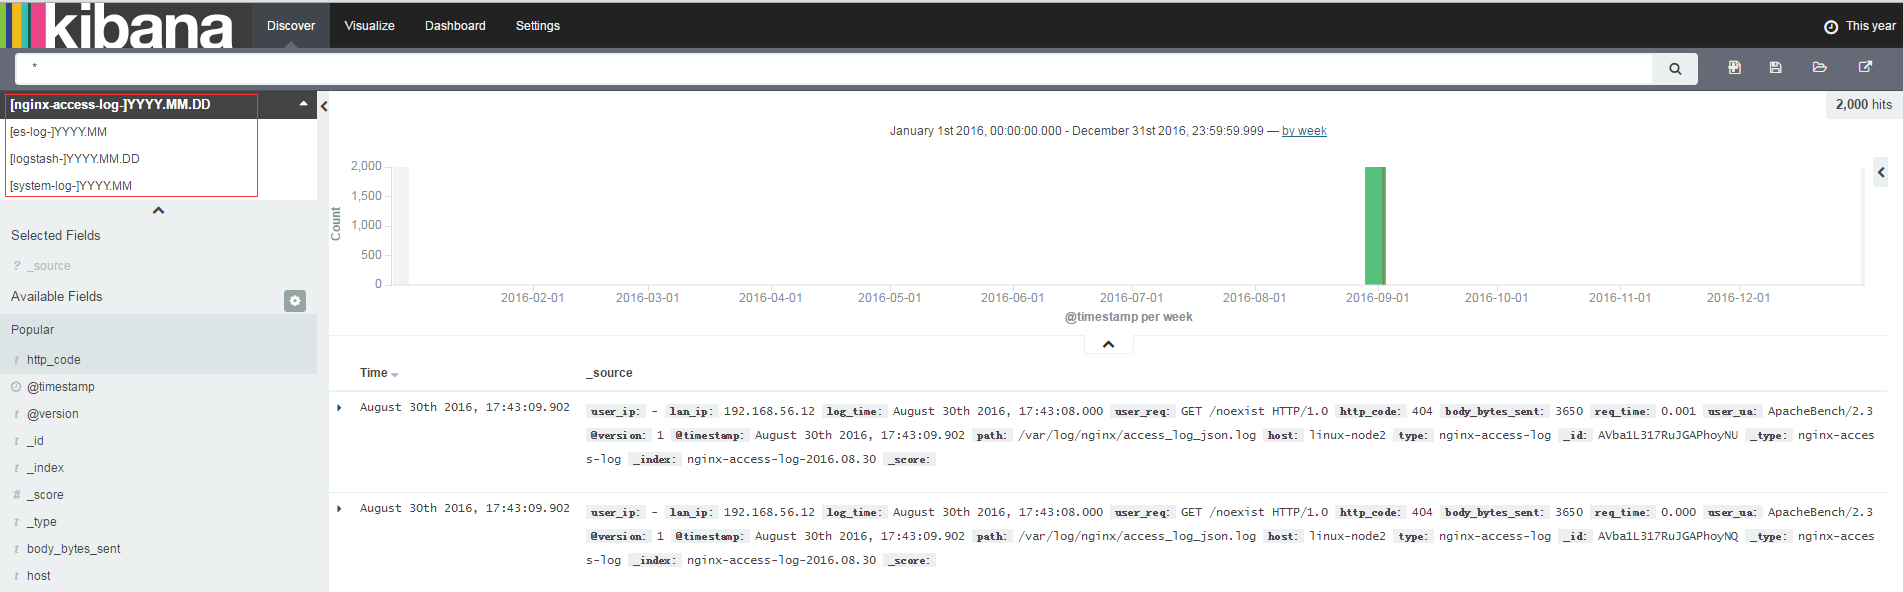 kibana Discover Visualize Dashboard Settings This year
*
[nginx-access-log-]YYYY.MM.DD
[es-log-]YYYY.MM
[logstash-]YYYY.MM.DD
[system-log-]YYYY.MM
Selected Fields
? _source
Available Fields
Popular
t http_code
@timestamp
t @version
t _id
t _index
# _score
t _type
t body_bytes_sent
t host
2,000 hits
January 1st 2016, 00:00:00.000 - December 31st 2016, 23:59:59.999 — by week
Count
2,000
1,500
1,000
500
0
2016-02-01 2016-03-01 2016-04-01 2016-05-01 2016-06-01 2016-07-01 2016-08-01 2016-09-01 2016-10-01 2016-11-01 2016-12-01
@timestamp per week
Time _source
August 30th 2016, 17:43:09.902 user_ip: - lan_ip: 192.168.56.12 log_time: August 30th 2016, 17:43:08.000 user_req: GET /noexist HTTP/1.0 http_code: 404 body_bytes_sent: 3650 req_time: 0.001 user_ua: ApacheBench/2.3
@version: 1 @timestamp: August 30th 2016, 17:43:09.902 path: /var/log/nginx/access_log_json.log host: linux-node2 type: nginx-access-log _id: AVba1L317RuJGAPhoyNU _type: nginx-acces
s-log _index: nginx-access-log-2016.08.30 _score:
August 30th 2016, 17:43:09.902 user_ip: - lan_ip: 192.168.56.12 log_time: August 30th 2016, 17:43:08.000 user_req: GET /noexist HTTP/1.0 http_code: 404 body_bytes_sent: 3650 req_time: 0.000 user_ua: ApacheBench/2.3
@version: 1 @timestamp: August 30th 2016, 17:43:09.902 path: /var/log/nginx/access_log_json.log host: linux-node2 type: nginx-access-log _id: AVba1L317RuJGAPhoyNQ _type: nginx-acces
s-log _index: nginx-access-log-2016.08.30 _score: